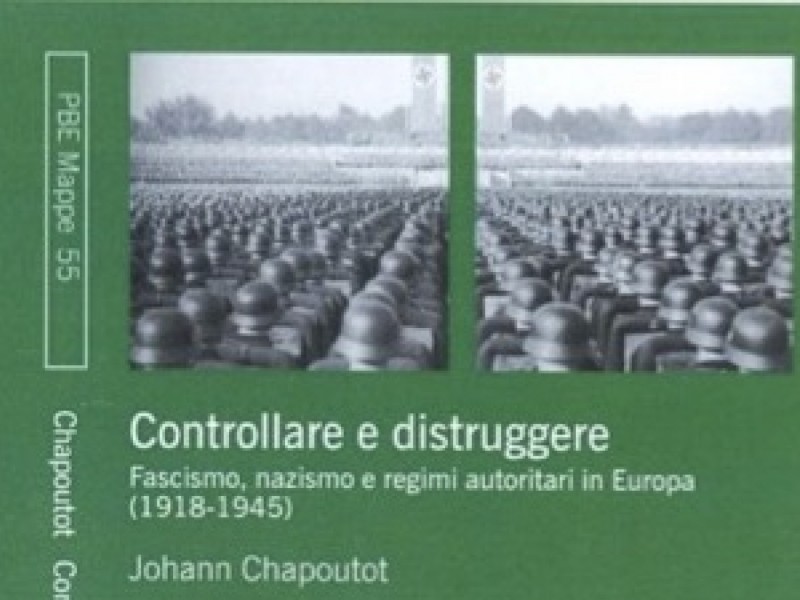 PBE Mappe 55
Chapoutot
Controllare e distruggere
Fascismo, nazismo e regimi autoritari in Europa
(1918-1945)
Johann Chapoutot